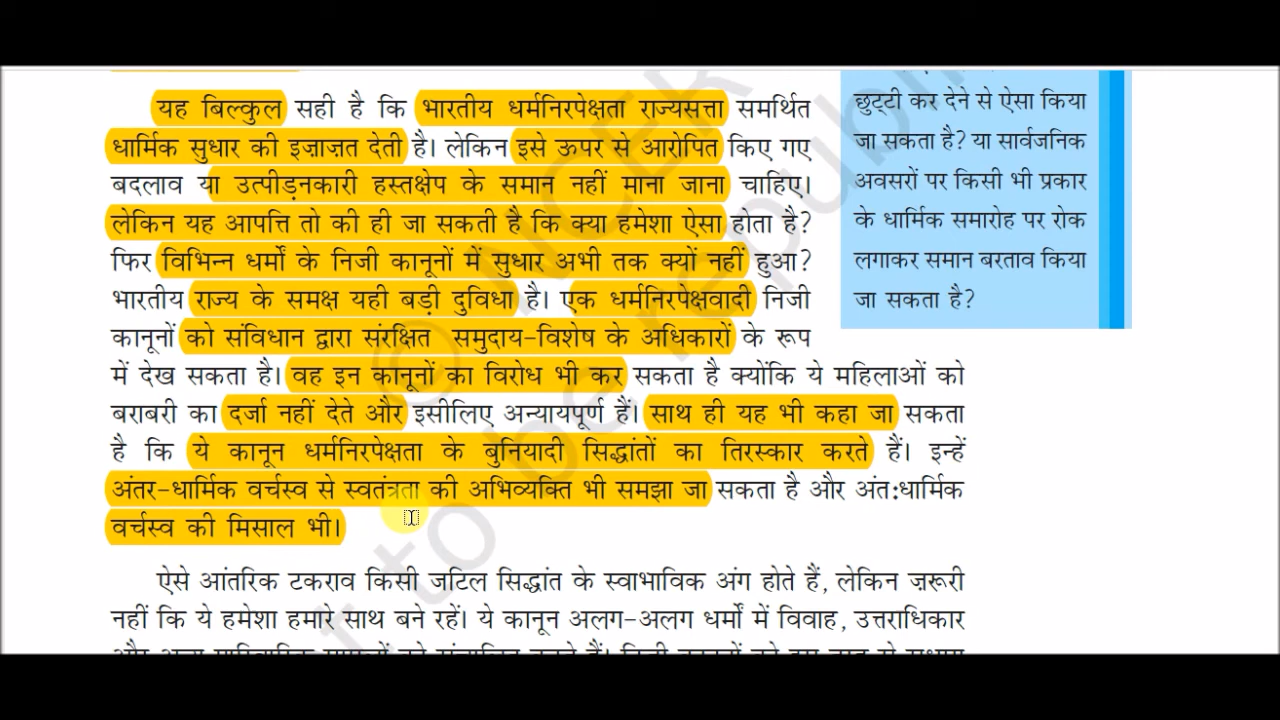 यह बिल्कुल सही है कि भारतीय धर्मनिरपेक्षता राज्यसत्ता समर्थित
धार्मिक सुधार की इज़ाज़त देती है। लेकिन इसे ऊपर से आरोपित किए गए
बदलाव या उत्पीड़नकारी हस्तक्षेप के समान नहीं माना जाना चाहिए।
लेकिन यह आपत्ति तो की ही जा सकती है कि क्या हमेशा ऐसा होता है?
फिर विभिन्न धर्मों के निजी कानूनों में सुधार अभी तक क्यों नहीं हुआ?
भारतीय राज्य के समक्ष यही बड़ी दुविधा है। एक धर्मनिरपेक्षवादी निजी
कानूनों को संविधान द्वारा संरक्षित समुदाय-विशेष के अधिकारों के रूप
में देख सकता है। वह इन कानूनों का विरोध भी कर सकता है क्योंकि ये महिलाओं को
बराबरी का दर्जा नहीं देते और इसीलिए अन्यायपूर्ण हैं। साथ ही यह भी कहा जा सकता
है कि ये कानून धर्मनिरपेक्षता के बुनियादी सिद्धांतों का तिरस्कार करते हैं। इन्हें
अंतर-धार्मिक वर्चस्व से स्वतंत्रता की अभिव्यक्ति भी समझा जा सकता है और अंत:धार्मिक
वर्चस्व की मिसाल भी।
ऐसे आंतरिक टकराव किसी जटिल सिद्धांत के स्वाभाविक अंग होते हैं, लेकिन ज़रूरी
नहीं कि ये हमेशा हमारे साथ बने रहें। ये कानून अलग-अलग धर्मों में विवाह, उत्तराधिकार
छुट्टी कर देने से ऐसा किया
जा सकता है? या सार्वजनिक
अवसरों पर किसी भी प्रकार
के धार्मिक समारोह पर रोक
लगाकर समान बरताव किया
जा सकता है?